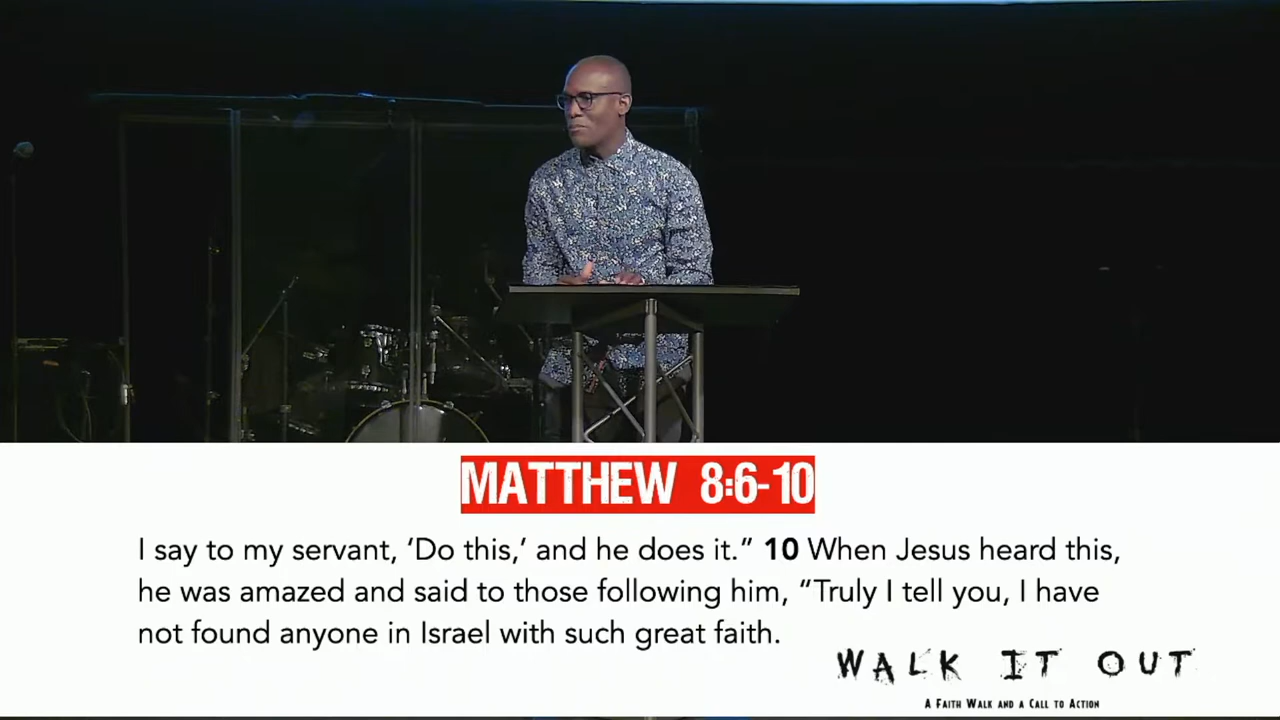 MATTHEW 8:6-10
I say to my servant, ‘Do this,’ and he does it.” 10 When Jesus heard this,
he was amazed and said to those following him, “Truly I tell you, I have
not found anyone in Israel with such great faith.
WALK IT OUT
A Faith Walk and a Call to Action